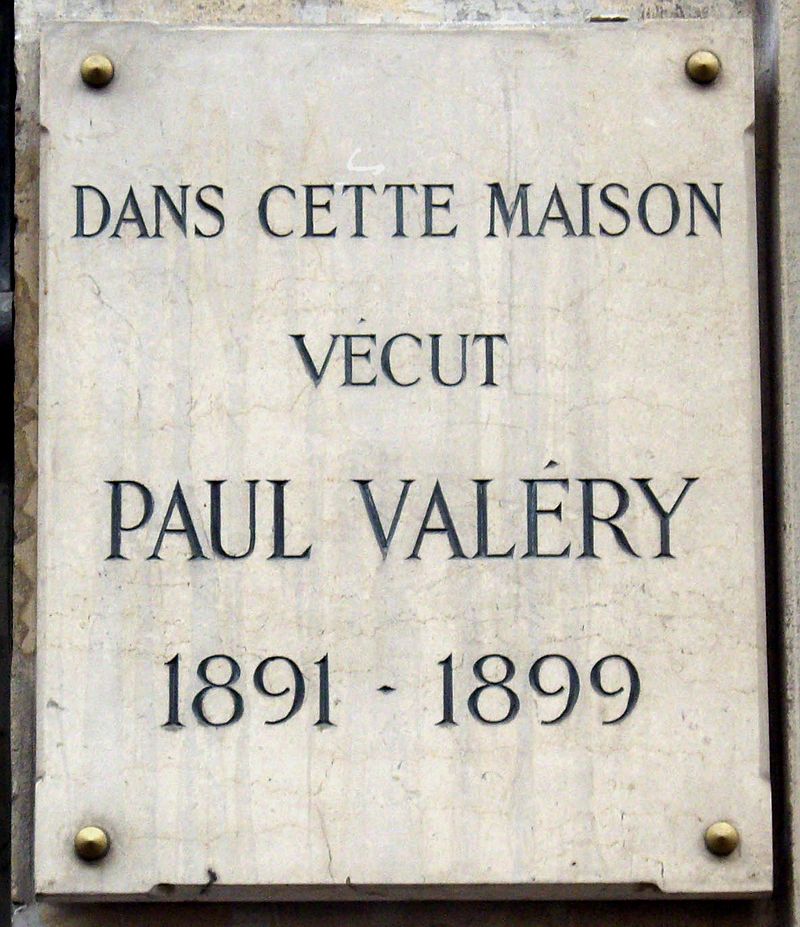 DANS CETTE MAISON
VÉCUT
PAUL VALÉRY
1891 - 1899